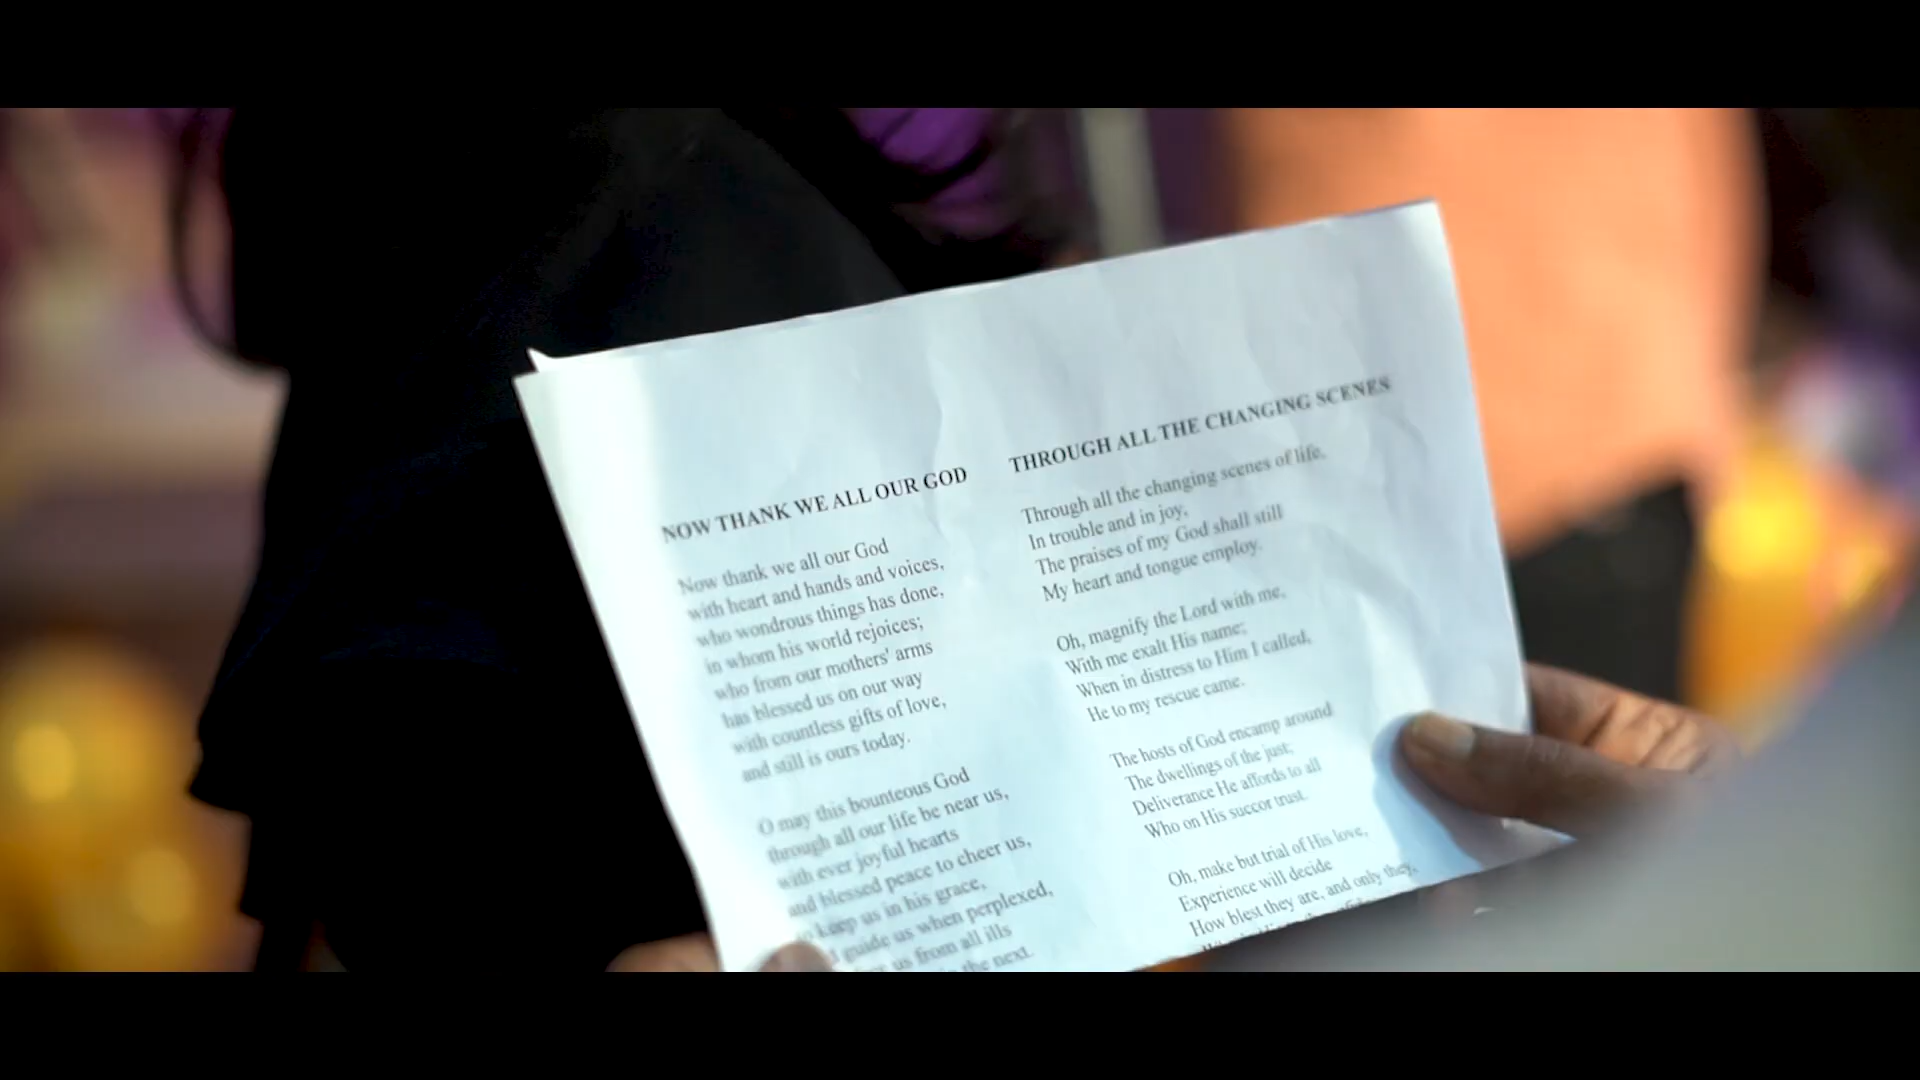 NOW THANK WE ALL OUR GOD
Now thank we all our God
with heart and hands and voices,
who wondrous things has done,
in whom his world rejoices;
who from our mothers' arms
has blessed us on our way
with countless gifts of love,
and still is ours today.
O may this bounteous God
through all our life be near us,
with ever joyful hearts
and blessed peace to cheer us,
to keep us in his grace,
guide us when perplexed,
us from all ills
the next.
THROUGH ALL THE CHANGING SCENES
Through all the changing scenes of life,
In trouble and in joy,
The praises of my God shall still
My heart and tongue employ.
Oh, magnify the Lord with me,
With me exalt His name;
When in distress to Him I called,
He to my rescue came.
The hosts of God encamp around
The dwellings of the just;
Deliverance He affords to all
Who on His succor trust.
Oh, make but trial of His love,
Experience will decide
How blest they are, and only they,